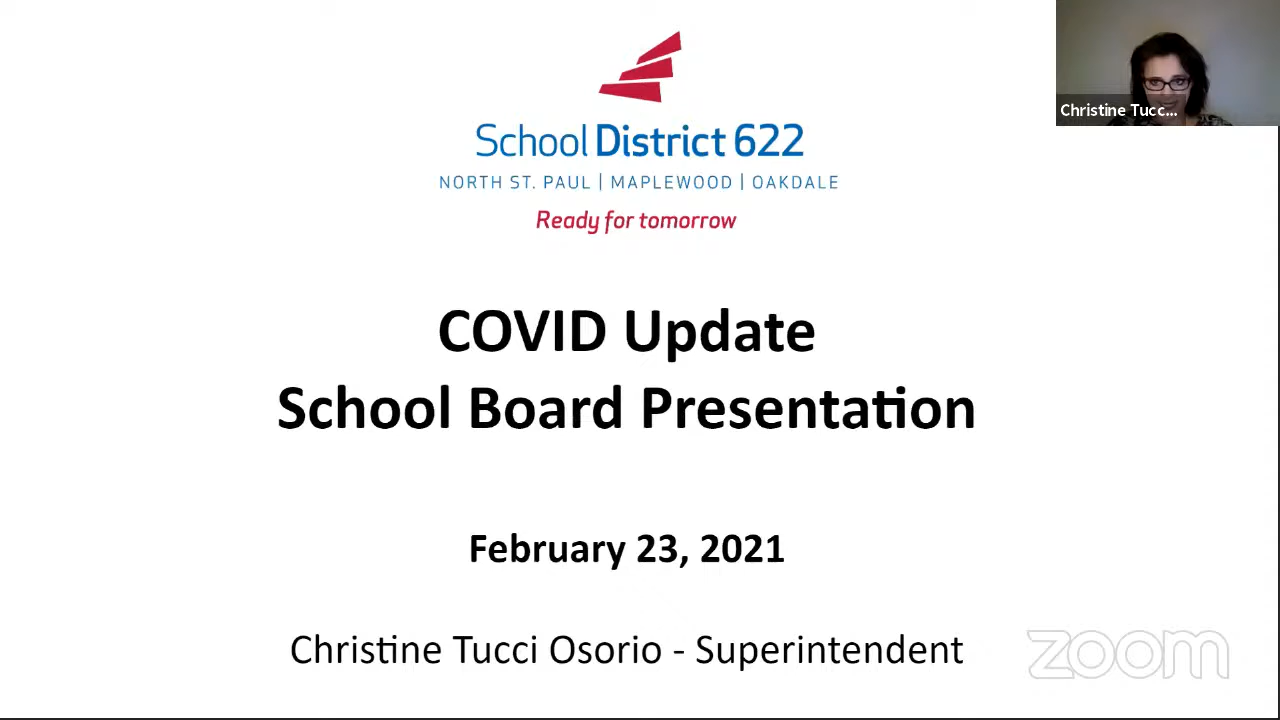 School District 622
NORTH ST. PAUL | MAPLEWOOD | OAKDALE
Ready for tomorrow
Christine Tucc...
COVID Update
School Board Presentation
February 23, 2021
Christine Tucci Osorio - Superintendent
zoom